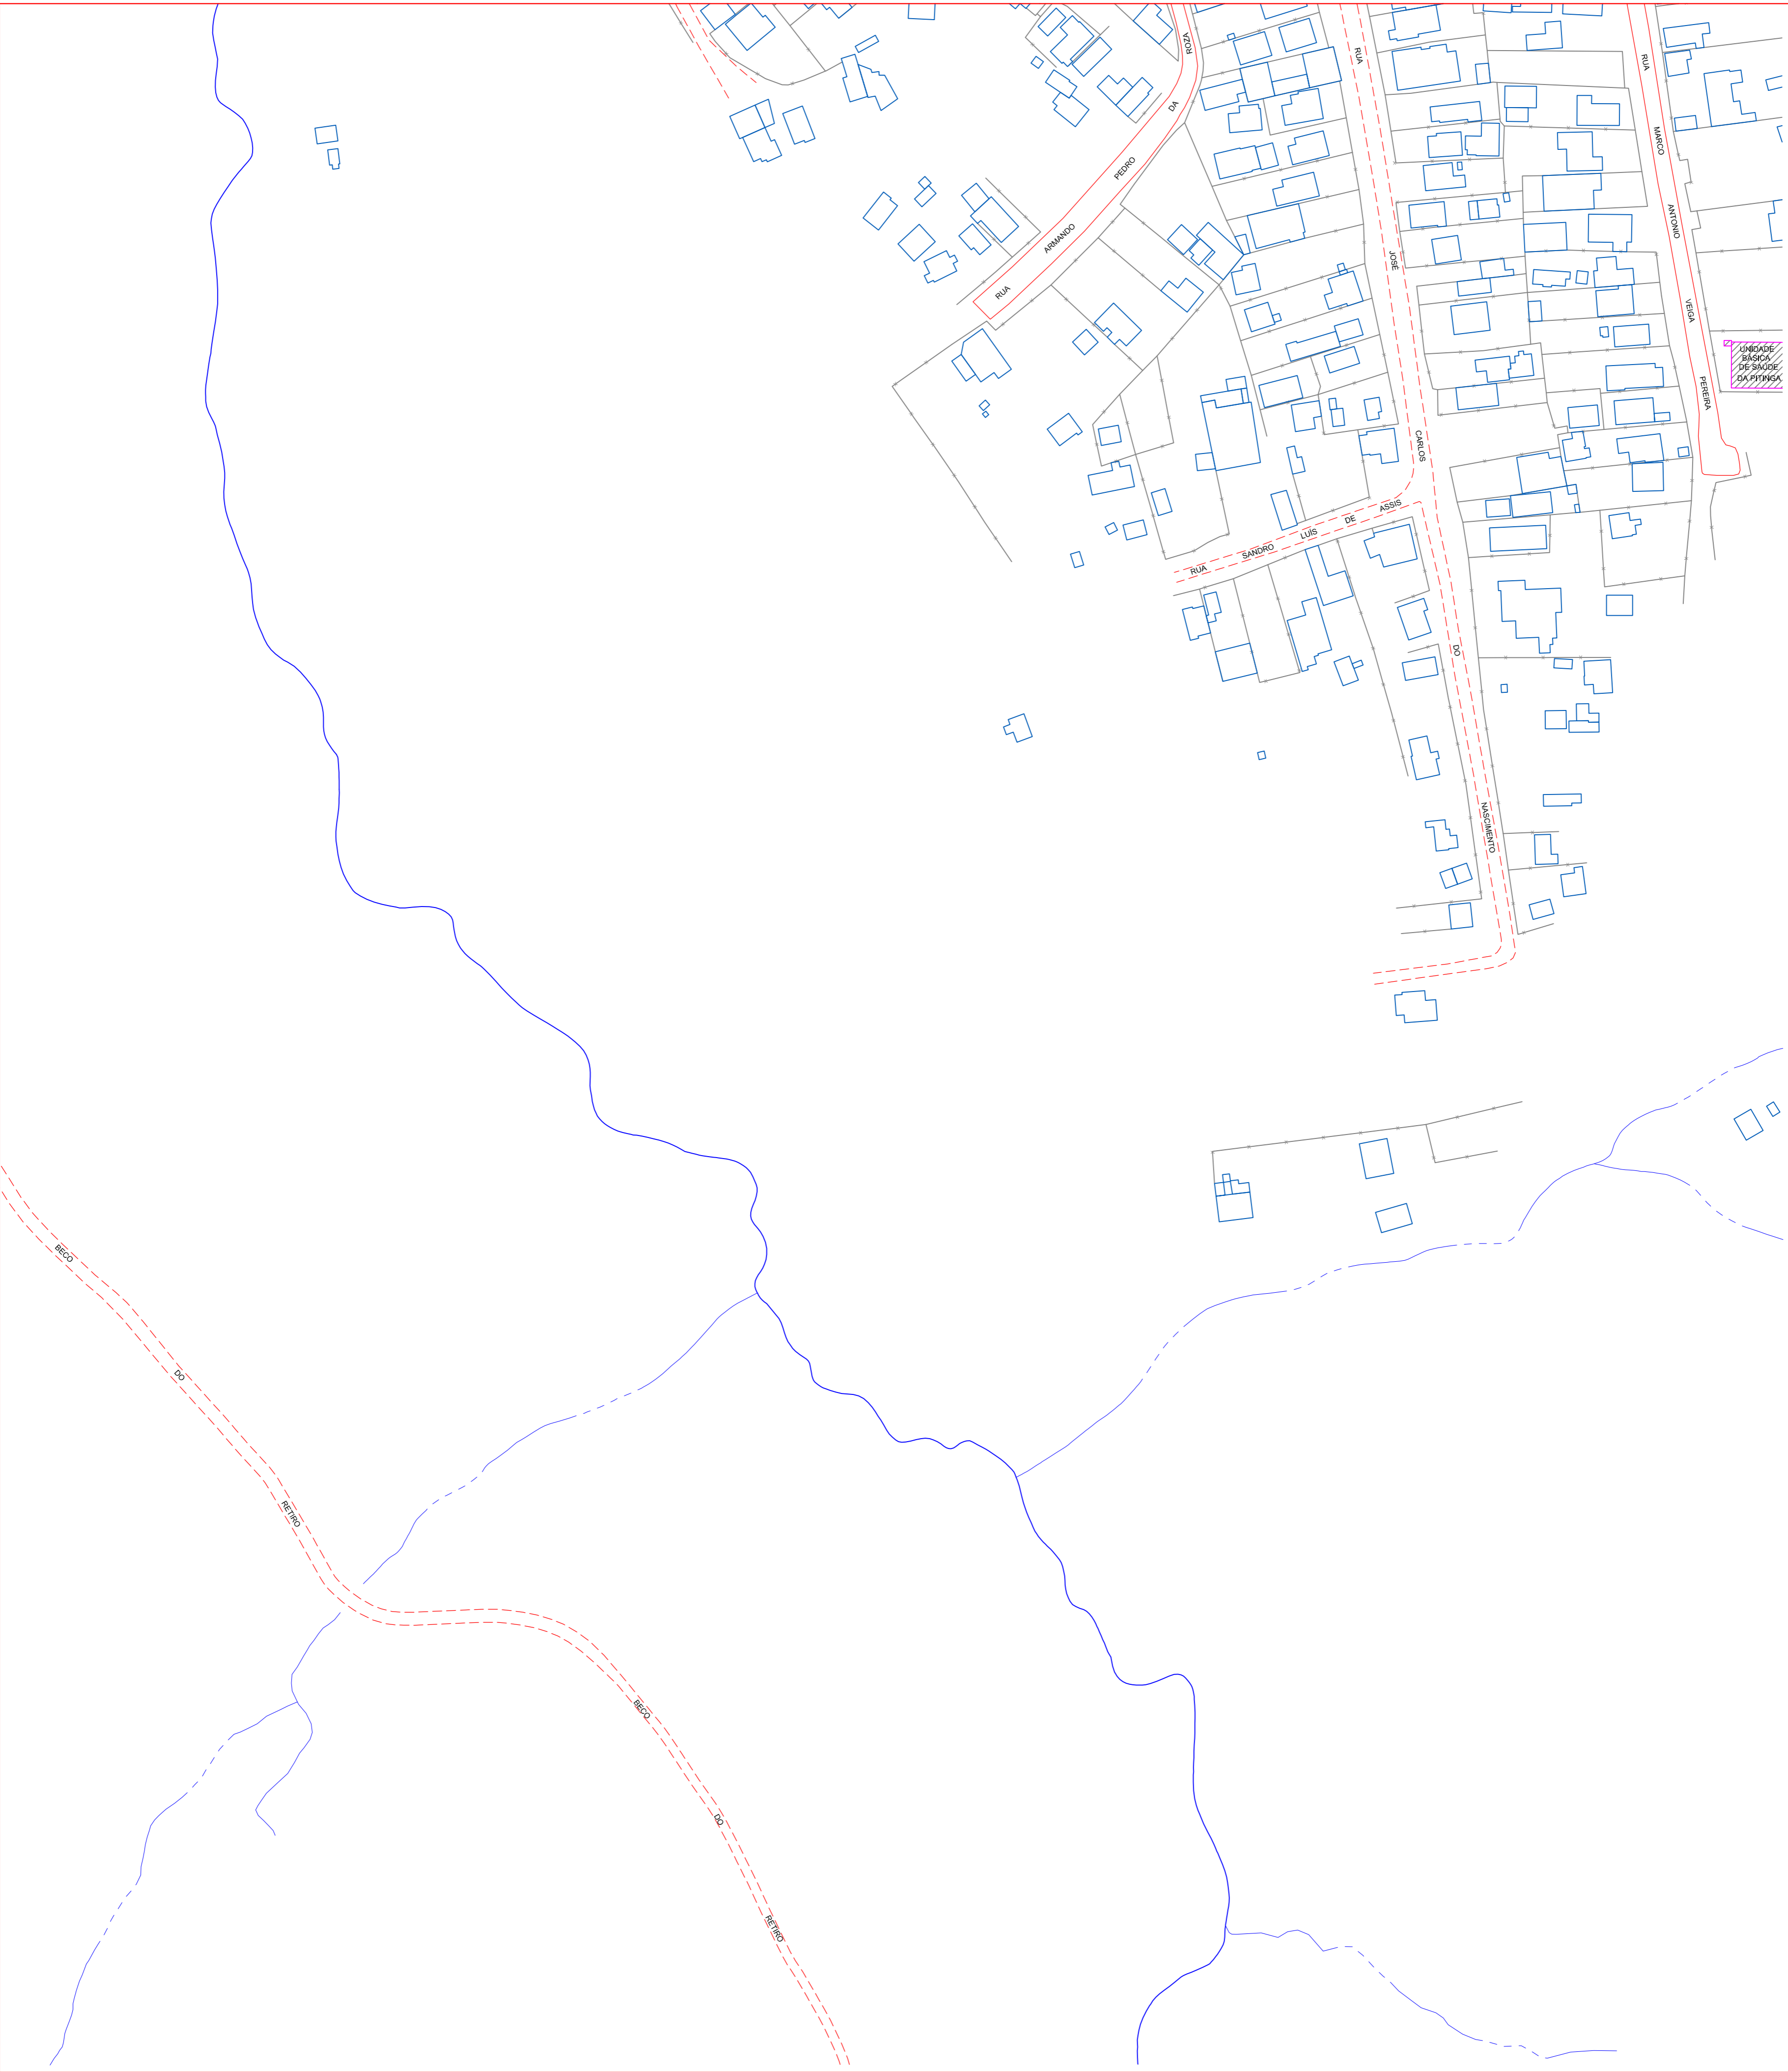 RUA ARMANDO PEDRO DA ROZA
RUA JOSÉ CARLOS DO NASCIMENTO
RUA MARCO ANTONIO VEIGA PEREIRA
UNIDADE
BÁSICA
DE SAÚDE
DA PITINGA
RUA SANDRO LUÍS DE ASSIS
BECO DO RETIRO
BECO DO RETIRO